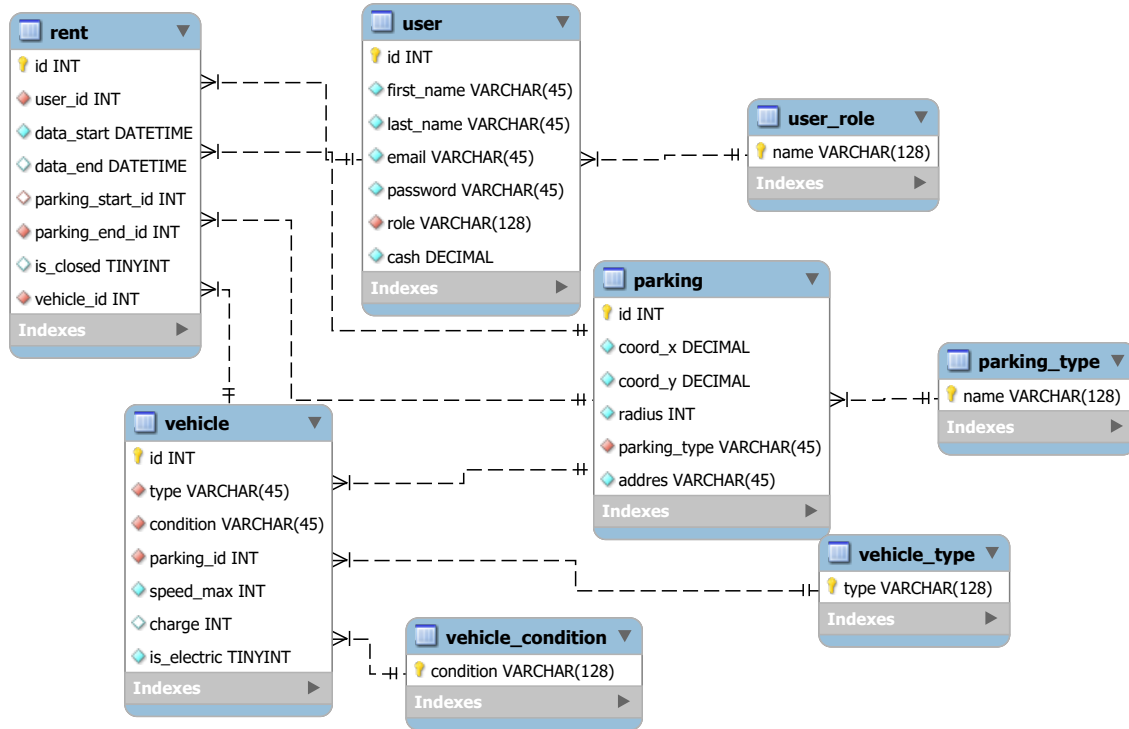 rent
id INT
user_id INT
data_start DATETIME
data_end DATETIME
parking_start_id INT
parking_end_id INT
is_closed TINYINT
vehicle_id INT
Indexes
user
id INT
first_name VARCHAR(45)
last_name VARCHAR(45)
email VARCHAR(45)
password VARCHAR(45)
role VARCHAR(128)
cash DECIMAL
Indexes
user_role
name VARCHAR(128)
Indexes
parking
id INT
coord_x DECIMAL
coord_y DECIMAL
radius INT
parking_type VARCHAR(45)
addres VARCHAR(45)
Indexes
parking_type
name VARCHAR(128)
Indexes
vehicle
id INT
type VARCHAR(45)
condition VARCHAR(45)
parking_id INT
speed_max INT
charge INT
is_electric TINYINT
Indexes
vehicle_type
type VARCHAR(128)
Indexes
vehicle_condition
condition VARCHAR(128)
Indexes